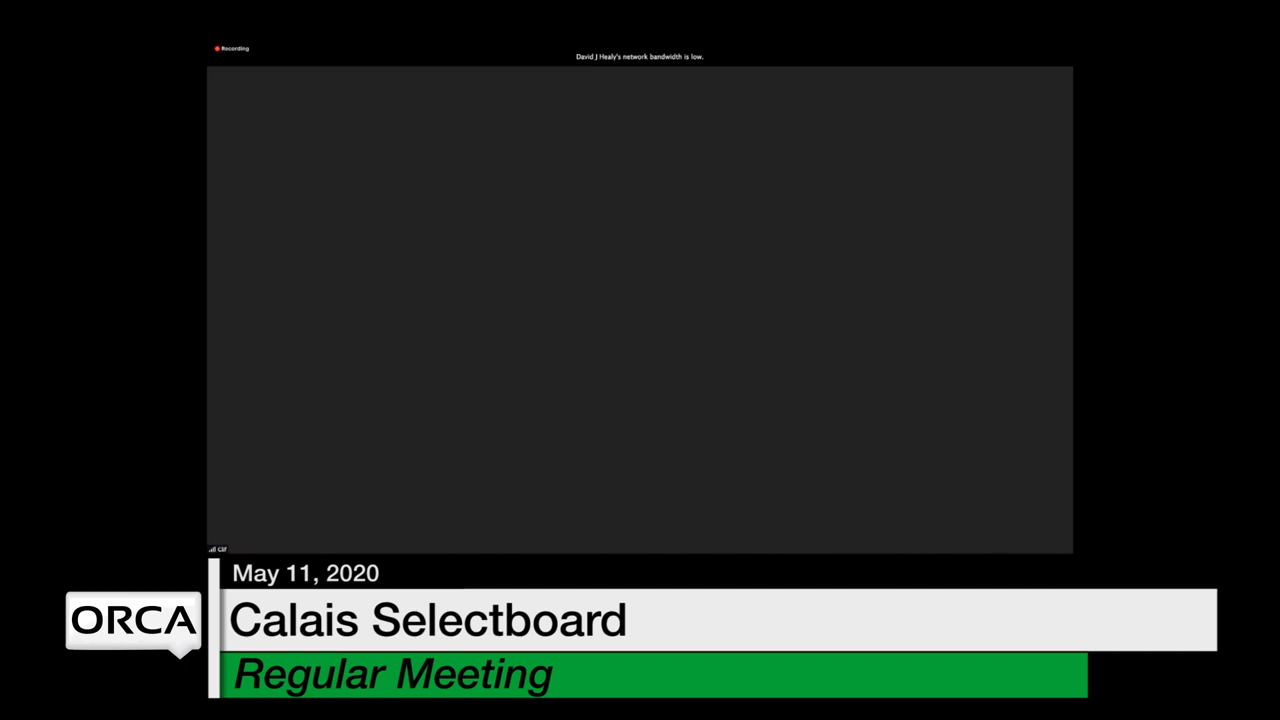 Recording
David J Healy's network bandwidth is low.
May 11, 2020
ORCA
Calais Selectboard
Regular Meeting